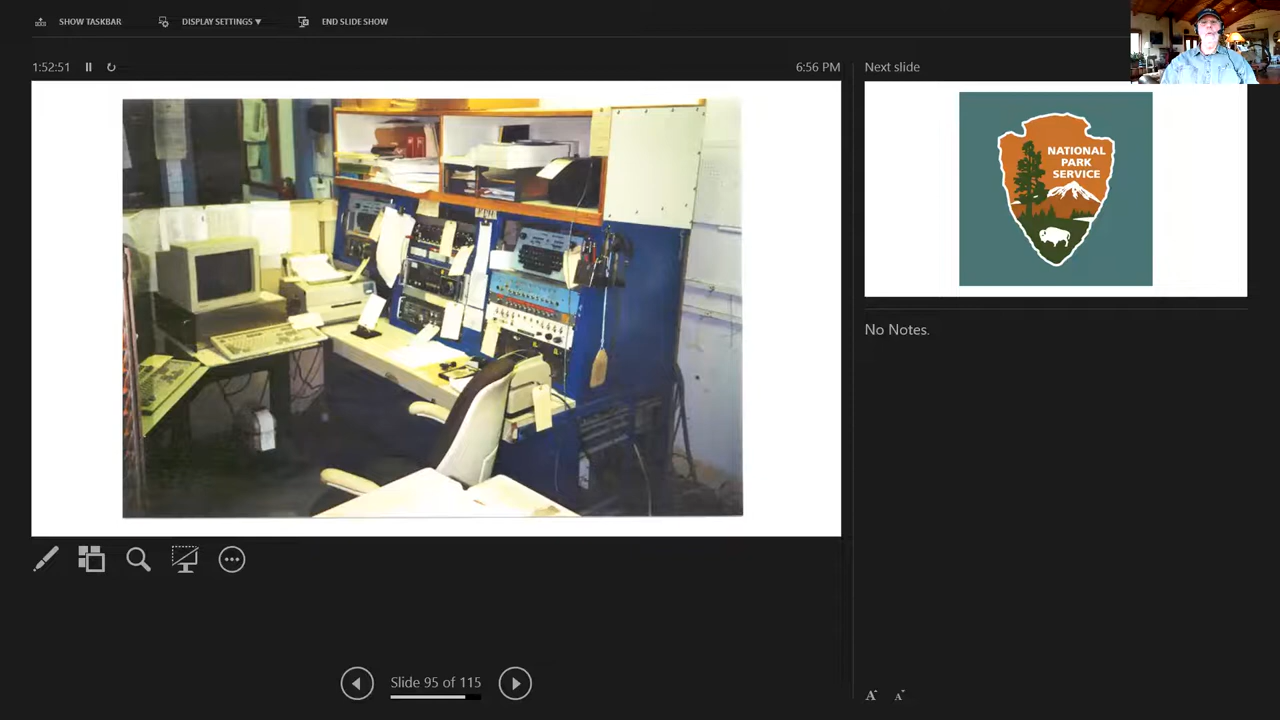 SHOW TASKBAR
DISPLAY SETTINGS ▼
END SLIDE SHOW
1:52:51
6:56 PM
Next slide
NATIONAL
PARK
SERVICE
No Notes.
Slide 95 of 115
A
A